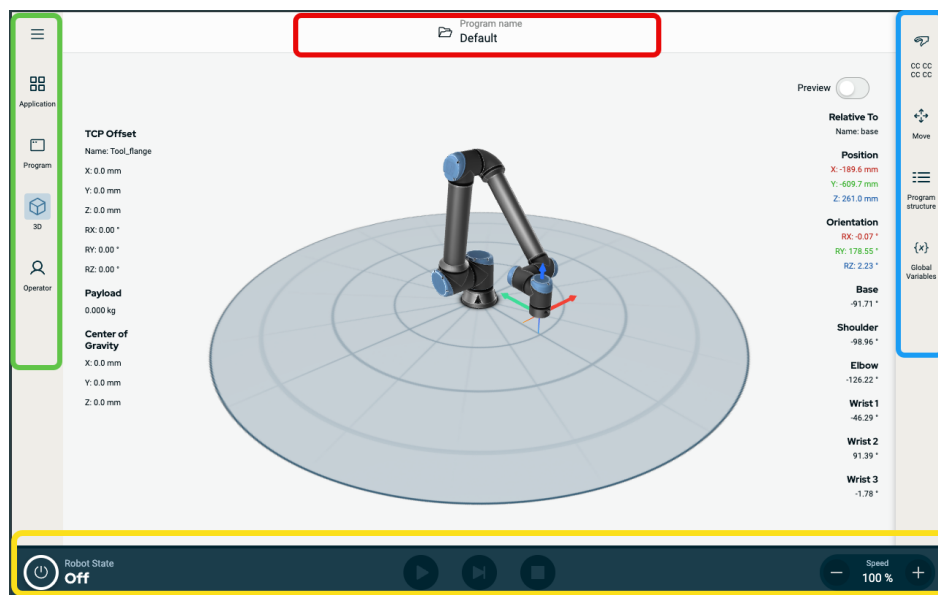 Program name
Default
Application
Program
3D
Operator
TCP Offset
Name: Tool_flange
X: 0.0 mm
Y: 0.0 mm
Z: 0.0 mm
RX: 0.00 °
RY: 0.00 °
RZ: 0.00 °
Payload
0.000 kg
Center of
Gravity
X: 0.0 mm
Y: 0.0 mm
Z: 0.0 mm
Preview
Relative To
Name: base
Position
X: -189.6 mm
Y: -609.7 mm
Z: 261.0 mm
Orientation
RX: -0.07 °
RY: 178.55 °
RZ: 2.23 °
Base
-91.71 °
Shoulder
-98.96 °
Elbow
-126.22 °
Wrist 1
-46.29 °
Wrist 2
91.39 °
Wrist 3
-1.78 °
CC CC
CC CC
Move
Program
structure
{x}
Global
Variables
Robot State
Off
Speed
100 %